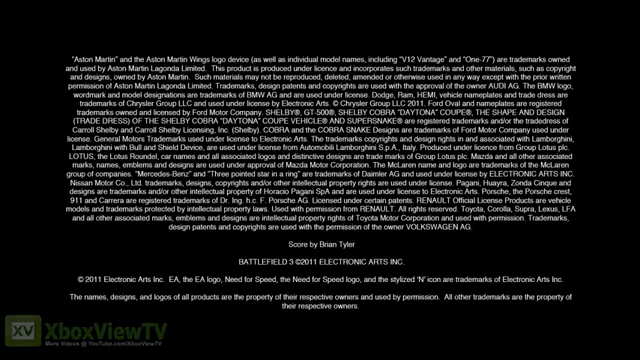 "Aston Martin" and the Aston Martin Wings logo device (as well as individual model names, including "V12 Vantage" and "One-77") are trademarks owned
and used by Aston Martin Lagonda Limited. This product is produced under licence and incorporates such trademarks and other materials, such as copyright
and designs, owned by Aston Martin. Such materials may not be reproduced, deleted, amended or otherwise used in any way except with the prior written
permission of Aston Martin Lagonda Limited. Trademarks, design patents and copyrights are used with the approval of the owner AUDI AG. The BMW logo,
wordmark and model designations are trademarks of BMW AG and are used under license. Dodge, Ram, HEMI, vehicle nameplates and trade dress are
trademarks of Chrysler Group LLC and used under license by Electronic Arts. © Chrysler Group LLC 2011. Ford Oval and nameplates are registered
trademarks owned and licensed by Ford Motor Company. SHELBY®, GT-500®, SHELBY COBRA "DAYTONA" COUPE®, THE SHAPE AND DESIGN
(TRADE DRESS) OF THE SHELBY COBRA "DAYTONA" COUPE VEHICLE® AND SUPERSNAKE® are registered trademarks and/or the tradedress of
Carroll Shelby and Carroll Shelby Licensing, Inc. (Shelby). COBRA and the COBRA SNAKE Designs are trademarks of Ford Motor Company used under
license. General Motors Trademarks used under license to Electronic Arts. The trademarks copyrights and design rights in and associated with Lamborghini,
Lamborghini with Bull and Shield Device, are used under license from Automobili Lamborghini S.p.A., Italy. Produced under licence from Group Lotus plc.
LOTUS, the Lotus Roundel, car names and all associated logos and distinctive designs are trade marks of Group Lotus plc. Mazda and all other associated
marks, names, emblems and designs are used under approval of Mazda Motor Corporation. The McLaren name and logo are trademarks of the McLaren
group of companies. "Mercedes-Benz" and "Three pointed star in a ring" are trademarks of Daimler AG and used under license by ELECTRONIC ARTS INC.
Nissan Motor Co., Ltd. trademarks, designs, copyrights and/or other intellectual property rights are used under license. Pagani, Huayra, Zonda Cinque and
designs are trademarks and/or other intellectual property of Horacio Pagani SpA and are used under license to Electronic Arts. Porsche, the Porsche crest,
911 and Carrera are registered trademarks of Dr. Ing. h.c. F. Porsche AG. Licensed under certain patents. RENAULT Official License Products are vehicle
models and trademarks protected by intellectual property laws. Used with permission from RENAULT. All rights reserved. Toyota, Corolla, Supra, Lexus, LFA
and all other associated marks, emblems and designs are intellectual property rights of Toyota Motor Corporation and used with permission. Trademarks,
design patents and copyrights are used with the permission of the owner VOLKSWAGEN AG.
Score by Brian Tyler
BATTLEFIELD 3 ©2011 ELECTRONIC ARTS INC.
© 2011 Electronic Arts Inc. EA, the EA logo, Need for Speed, the Need for Speed logo, and the stylized 'N' icon are trademarks of Electronic Arts Inc.
The names, designs, and logos of all products are the property of their respective owners and used by permission. All other trademarks are the property of
their respective owners.
XV XboxViewTV
More Videos @ YouTube.com/XboxViewTV